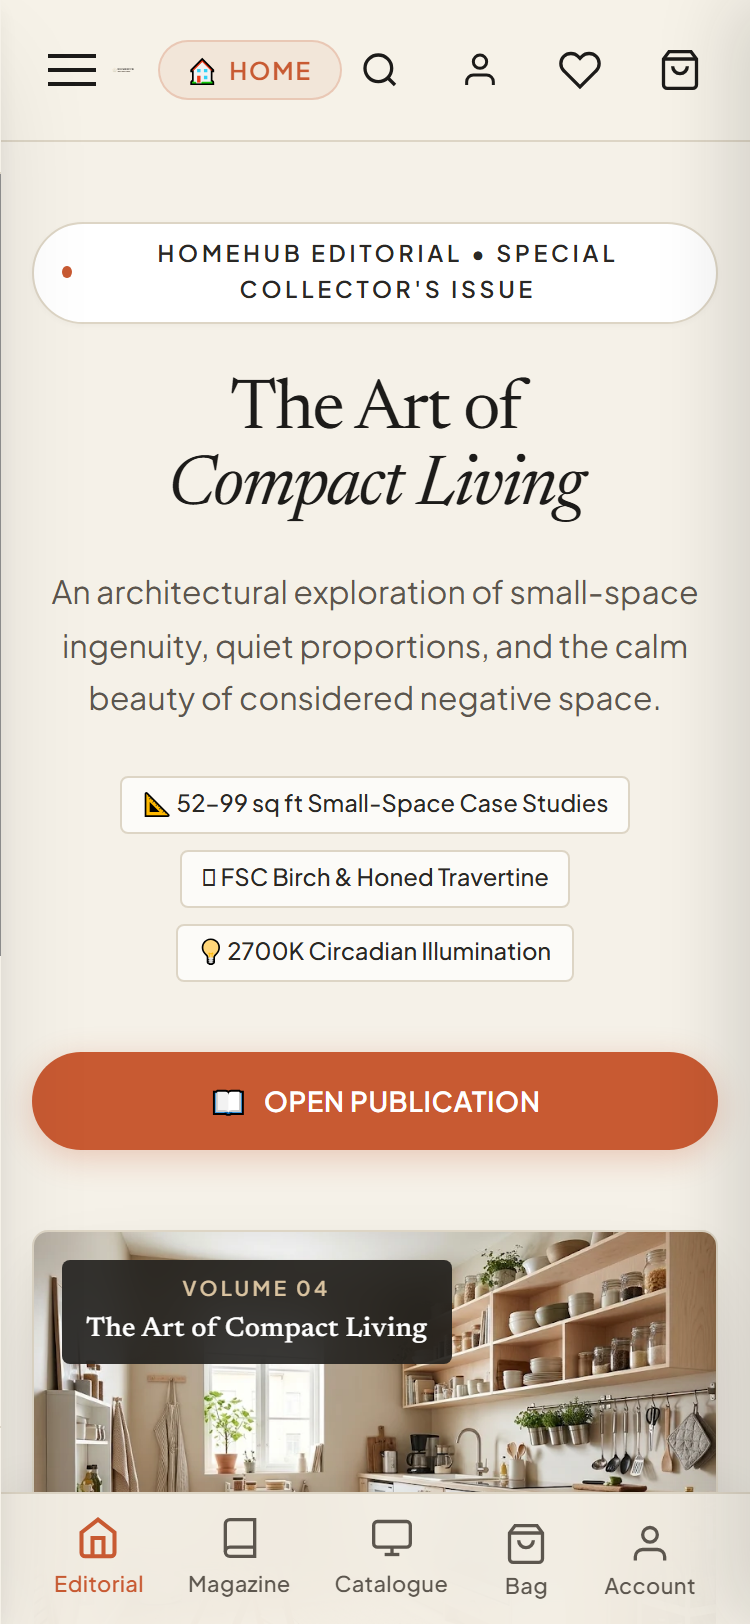 HOME
HOMEHUB EDITORIAL • SPECIAL
COLLECTOR'S ISSUE
The Art of
Compact Living
An architectural exploration of small-space
ingenuity, quiet proportions, and the calm
beauty of considered negative space.
52–99 sq ft Small-Space Case Studies
FSC Birch & Honed Travertine
2700K Circadian Illumination
OPEN PUBLICATION
VOLUME 04
The Art of Compact Living
Editorial
Magazine
Catalogue
Bag
Account